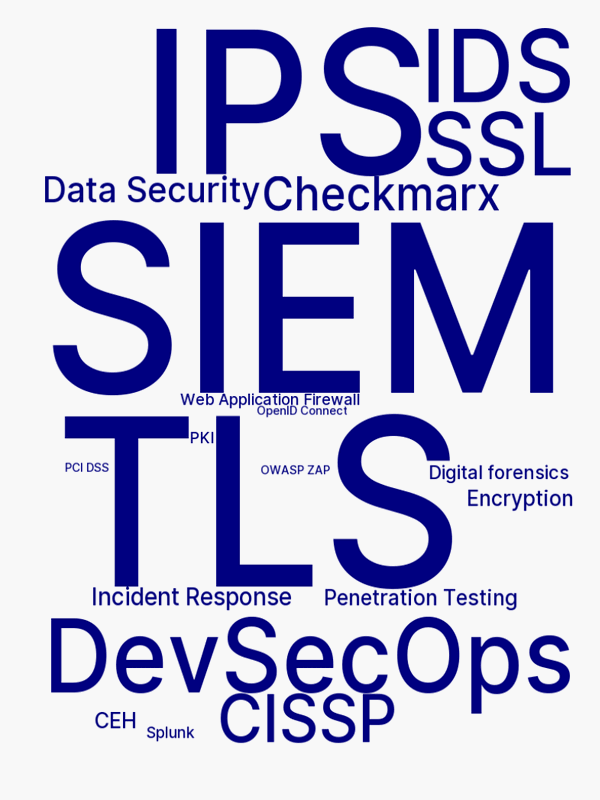 IPS
IDS
SSL
Data Security
Checkmarx
SIEM
Web Application Firewall
OpenID Connect
TLS
PKI
PCI DSS
OWASP ZAP
Digital forensics
Encryption
Incident Response
Penetration Testing
DevSecOps
CISSP
CEH
Splunk